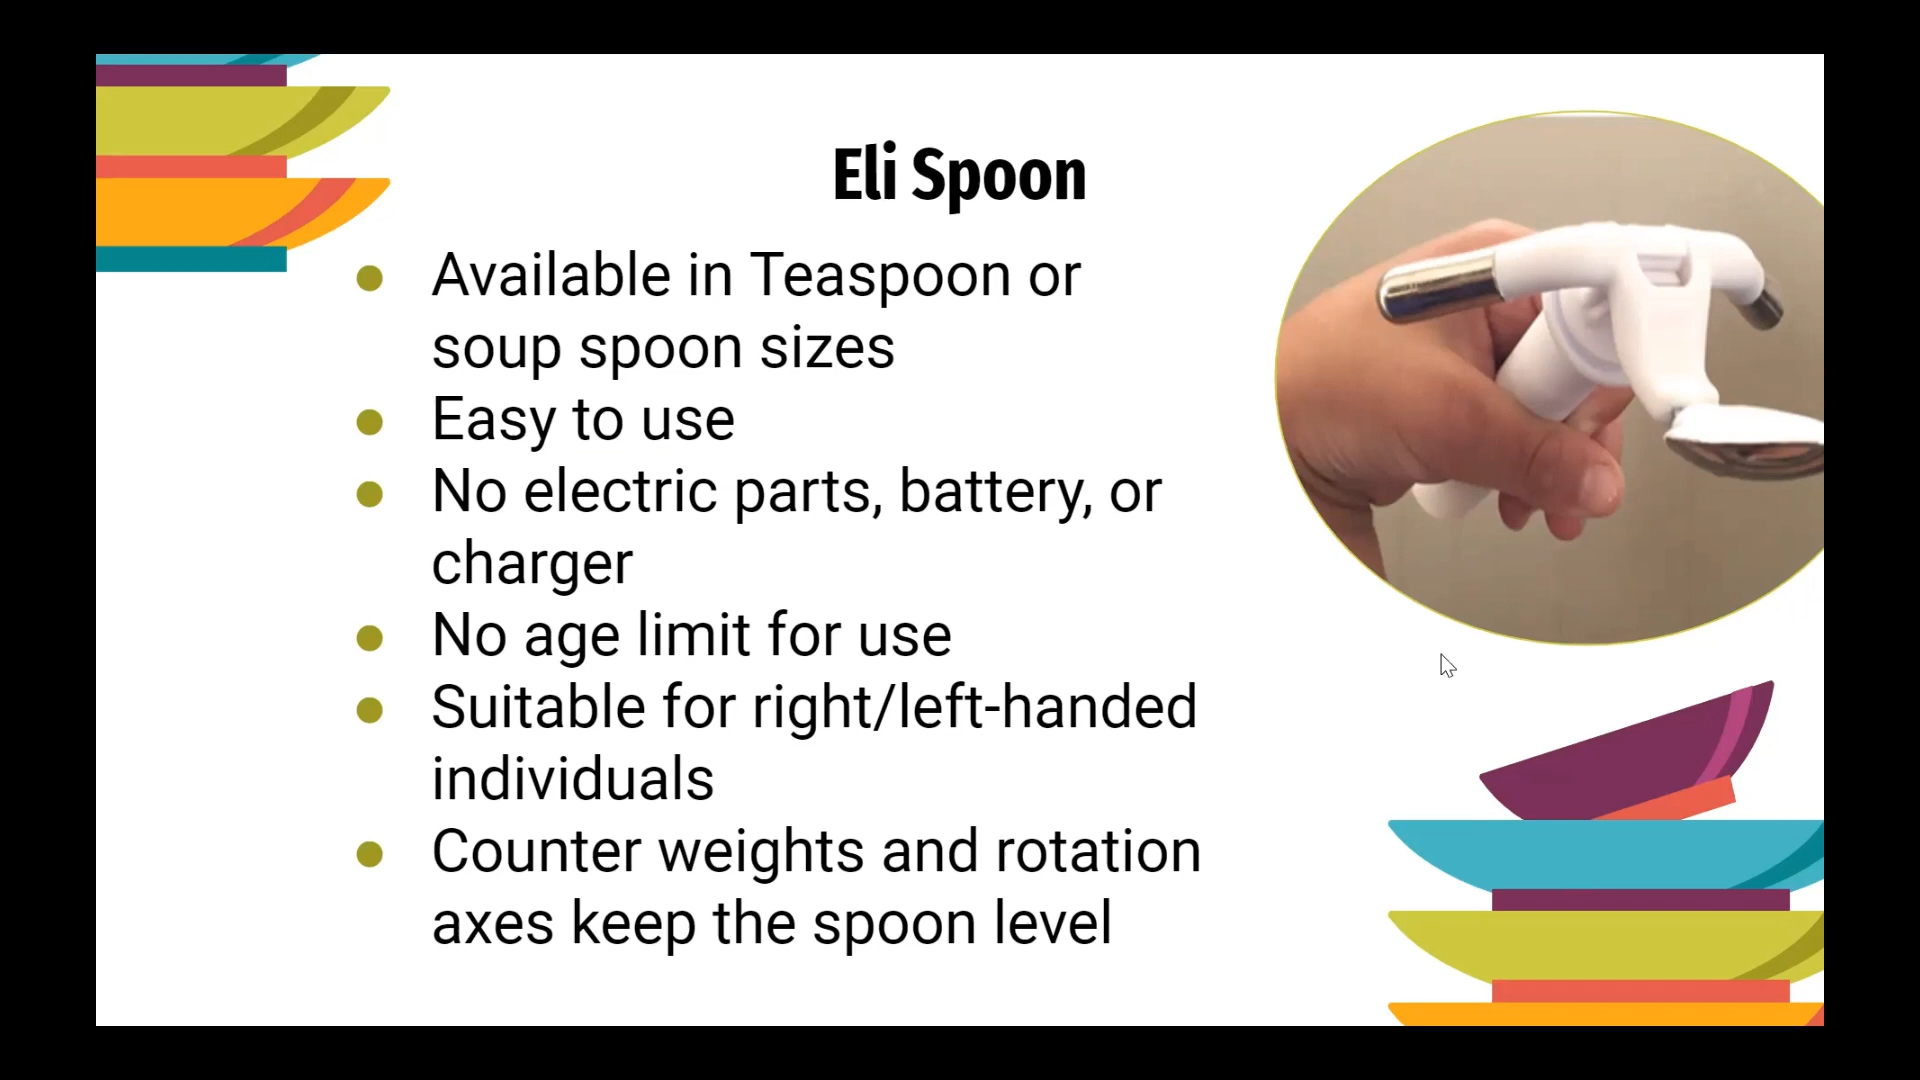 Eli Spoon
● Available in Teaspoon or
soup spoon sizes
● Easy to use
● No electric parts, battery, or
charger
● No age limit for use
● Suitable for right/left-handed
individuals
● Counter weights and rotation
axes keep the spoon level